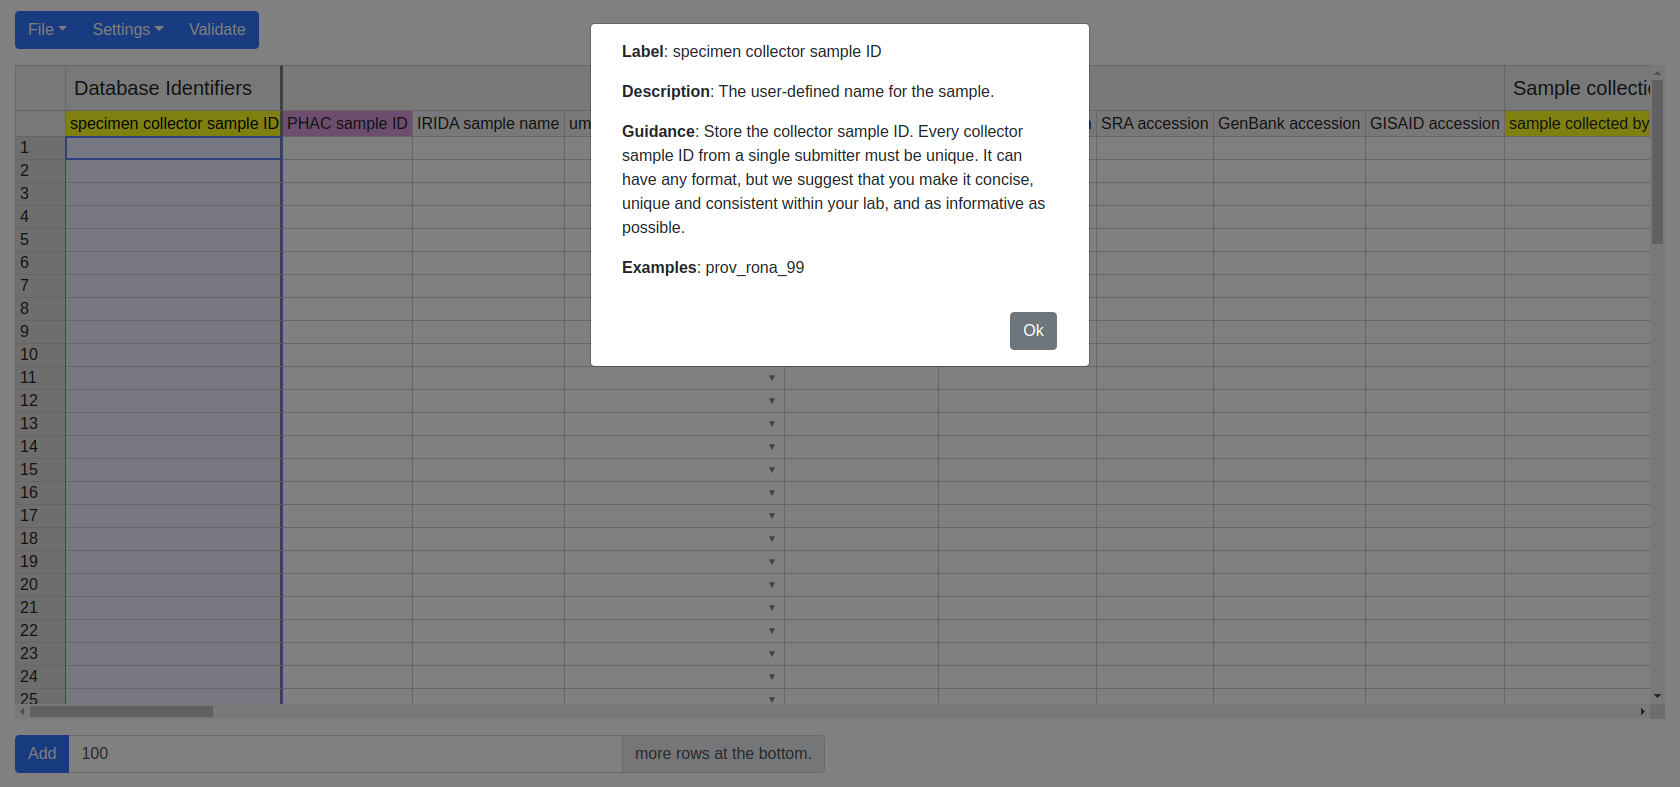 File Settings Validate
Label: specimen collector sample ID
Description: The user-defined name for the sample.
Guidance: Store the collector sample ID. Every collector
sample ID from a single submitter must be unique. It can
have any format, but we suggest that you make it concise,
unique and consistent within your lab, and as informative as
possible.
Examples: prov_rona_99
Ok
Database Identifiers Sample collectio
specimen collector sample ID PHAC sample ID IRIDA sample name um SRA accession GenBank accession GISAID accession sample collected by
1
2
3
4
5
6
7
8
9
10
11
12
13
14
15
16
17
18
19
20
21
22
23
24
25
Add 100 more rows at the bottom.